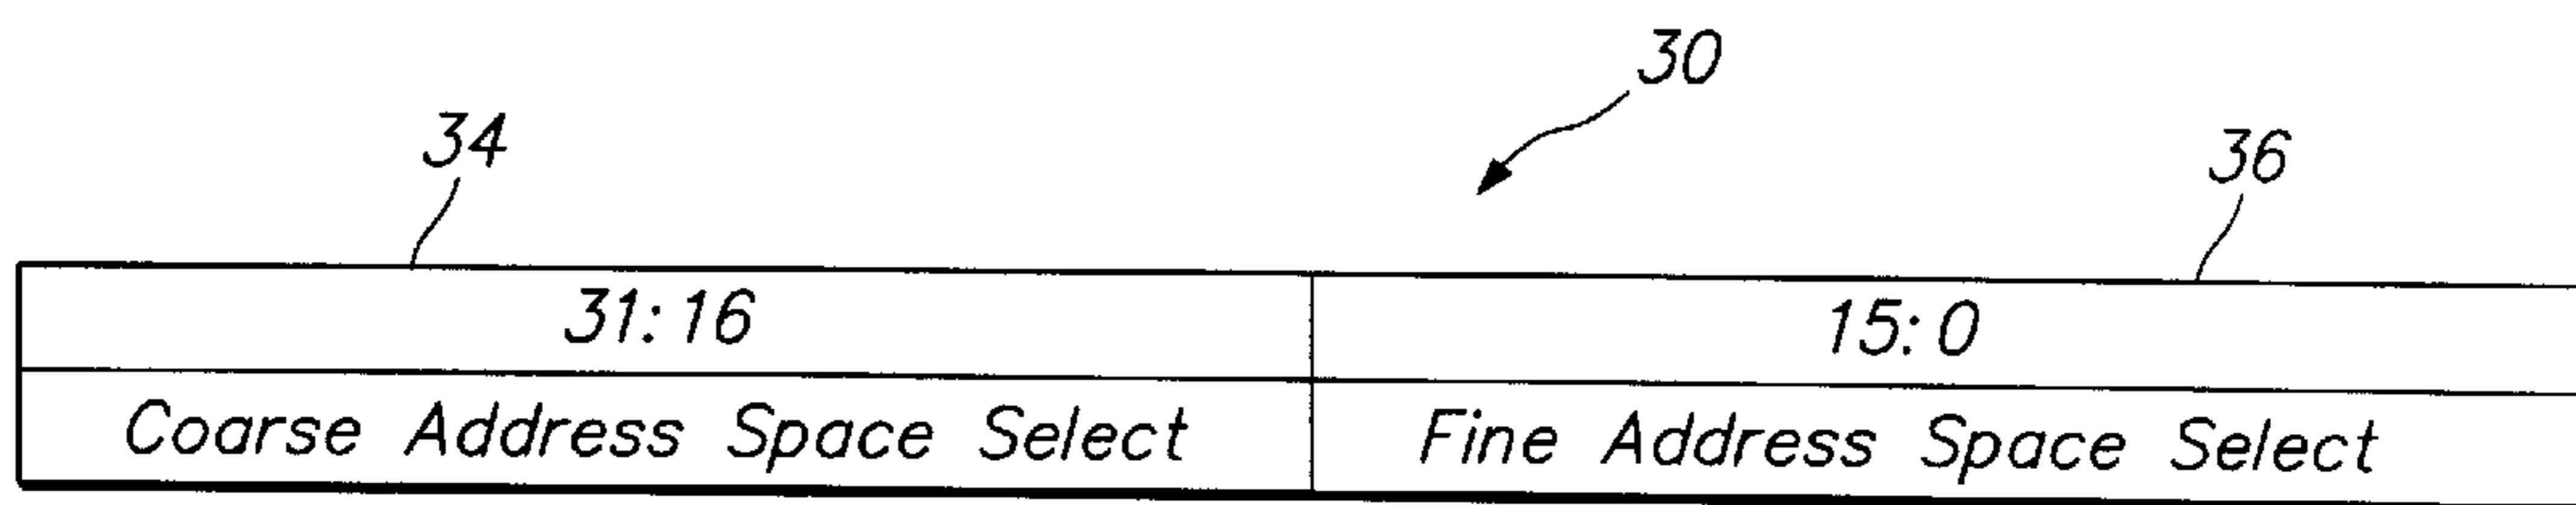 30
34
36
31:16
15:0
Coarse Address Space Select
Fine Address Space Select